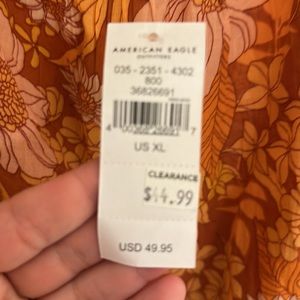 AMERICAN EAGLE
OUTFITTERS
035 - 2351 - 4302
800
36826691
US XL
CLEARANCE
$14.99
USD 49.95